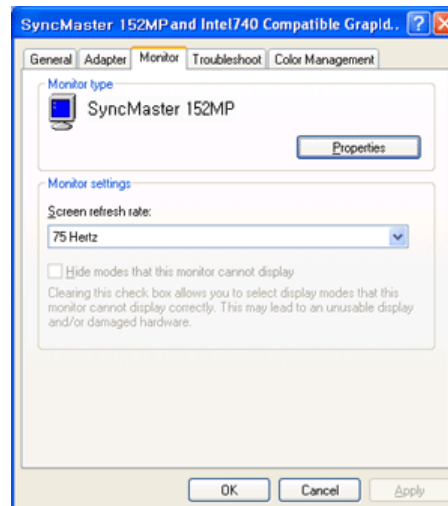 SyncMaster 152MP and Intel740 Compatible Grapld..
General Adapter Monitor Troubleshoot Color Management
Monitor type
SyncMaster 152MP
Properties
Monitor settings
Screen refresh rate:
75 Hertz
Hide modes that this monitor cannot display
Clearing this check box allows you to select display modes that this
monitor cannot display correctly. This may lead to an unusable display
and/or damaged hardware.
OK Cancel Apply